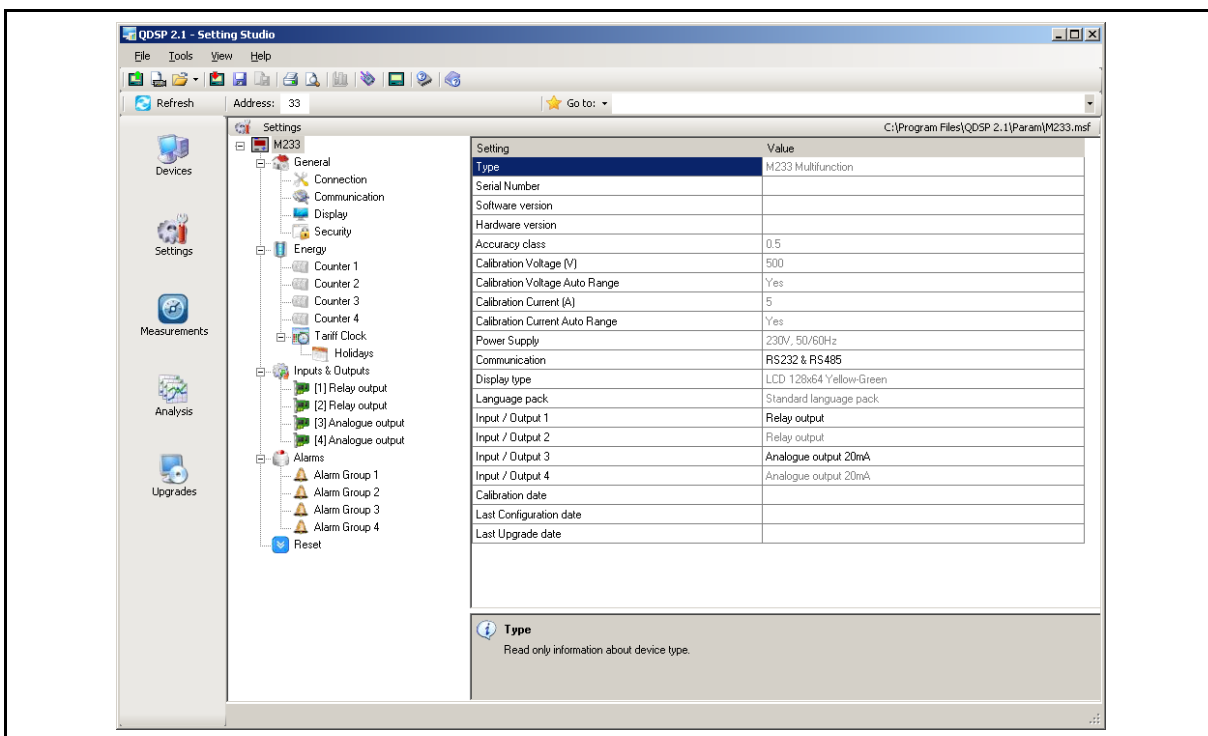 QDSP 2.1 - Setting Studio
File Tools View Help
Refresh Address: 33 Go to:
Settings C:\Program Files\QDSP 2.1\Param\M233.msf
Devices
Settings
Measurements
Analysis
Upgrades
M233
General
Connection
Communication
Display
Security
Energy
Counter 1
Counter 2
Counter 3
Counter 4
Tariff Clock
Holidays
Inputs & Outputs
[1] Relay output
[2] Relay output
[3] Analogue output
[4] Analogue output
Alarms
Alarm Group 1
Alarm Group 2
Alarm Group 3
Alarm Group 4
Reset
Setting Value
Type M233 Multifunction
Serial Number
Software version
Hardware version
Accuracy class 0.5
Calibration Voltage (V) 500
Calibration Voltage Auto Range Yes
Calibration Current (A) 5
Calibration Current Auto Range Yes
Power Supply 230V, 50/60Hz
Communication RS232 & RS485
Display type LCD 128x64 Yellow-Green
Language pack Standard language pack
Input / Output 1 Relay output
Input / Output 2 Relay output
Input / Output 3 Analogue output 20mA
Input / Output 4 Analogue output 20mA
Calibration date
Last Configuration date
Last Upgrade date
Type
Read only information about device type.